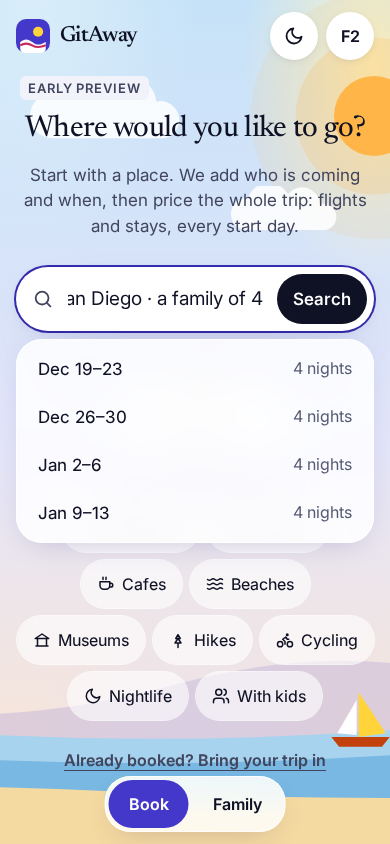 GitAway
F2
EARLY PREVIEW
Where would you like to go?
Start with a place. We add who is coming
and when, then price the whole trip: flights
and stays, every start day.
an Diego · a family of 4
Search
Dec 19–23 4 nights
Dec 26–30 4 nights
Jan 2–6 4 nights
Jan 9–13 4 nights
Cafes Beaches
Museums Hikes Cycling
Nightlife With kids
Already booked? Bring your trip in
Book Family